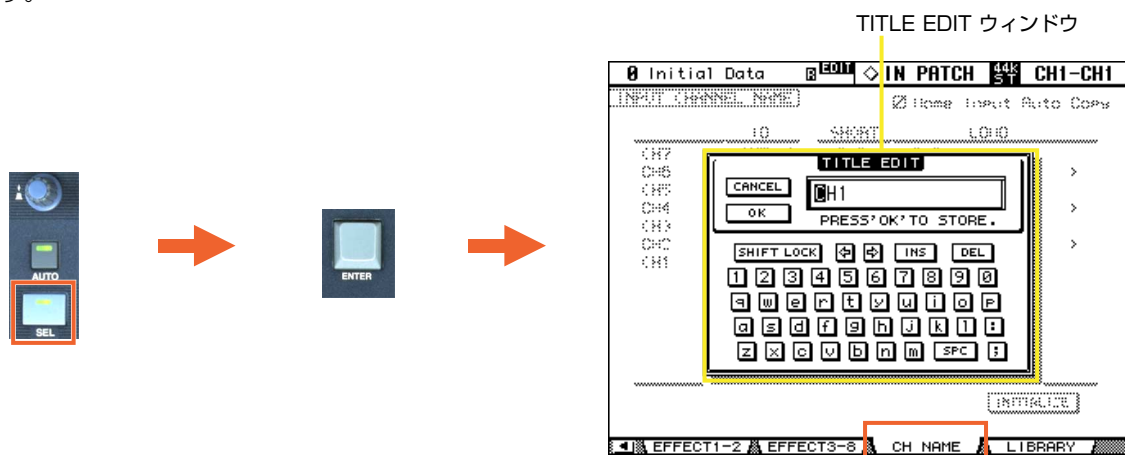 す。
TITLE EDIT ウィンドウ
0 Initial Data R EDIT ◇IN PATCH 44k ST CH1-CH1
INPUT CHANNEL NAME
Home Input Auto Copy
ID SHORT LONG
CH7
CH6
CH5
CH4
CH3
CH2
CH1
TITLE EDIT
CANCEL
CH1
OK
PRESS'OK'TO STORE.
SHIFT LOCK INS DEL
1 2 3 4 5 6 7 8 9 0
q w e r t y u i o p
a s d f g h j k l :
z x c v b n m SPC ;
INITIALIZE
EFFECT1-2 EFFECT3-8 CH NAME LIBRARY
AUTO
SEL
ENTER